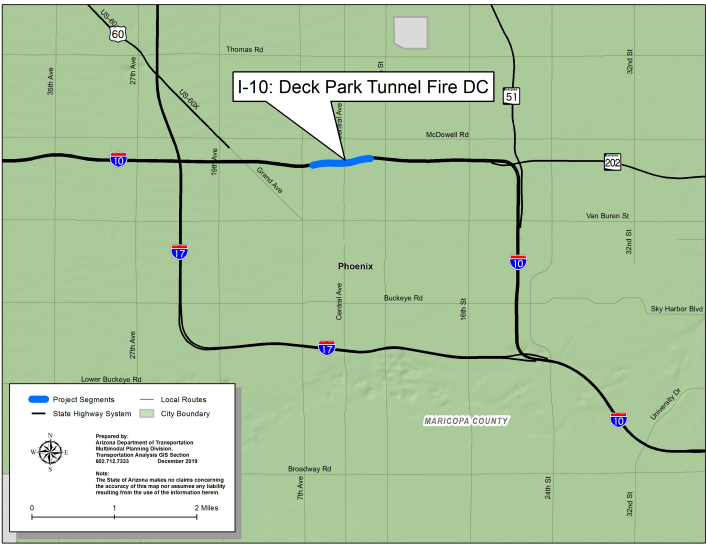 US-60
60
Thomas Rd
35th Ave
27th Ave
32nd St
US-60X
I-10: Deck Park Tunnel Fire DC
51
McDowell Rd
10
19th Ave
Grand Ave
202
Van Buren St
32nd St
17
10
Phoenix
Central Ave
Buckeye Rd
16th St
Sky Harbor Blvd
27th Ave
17
Lower Buckeye Rd
University Dr
MARICOPA COUNTY
10
Project Segments
Local Routes
State Highway System
City Boundary
N
W
E
S
Prepared by:
Arizona Department of Transportation
Multimodal Planning Division,
Transportation Analysis GIS Section
602.712.7333 December 2019
Note:
The State of Arizona makes no claims concerning
the accuracy of this map nor assumes any liability
resulting from the use of the information herein.
0 1 2 Miles
Broadway Rd
7th Ave
24th St
32nd St